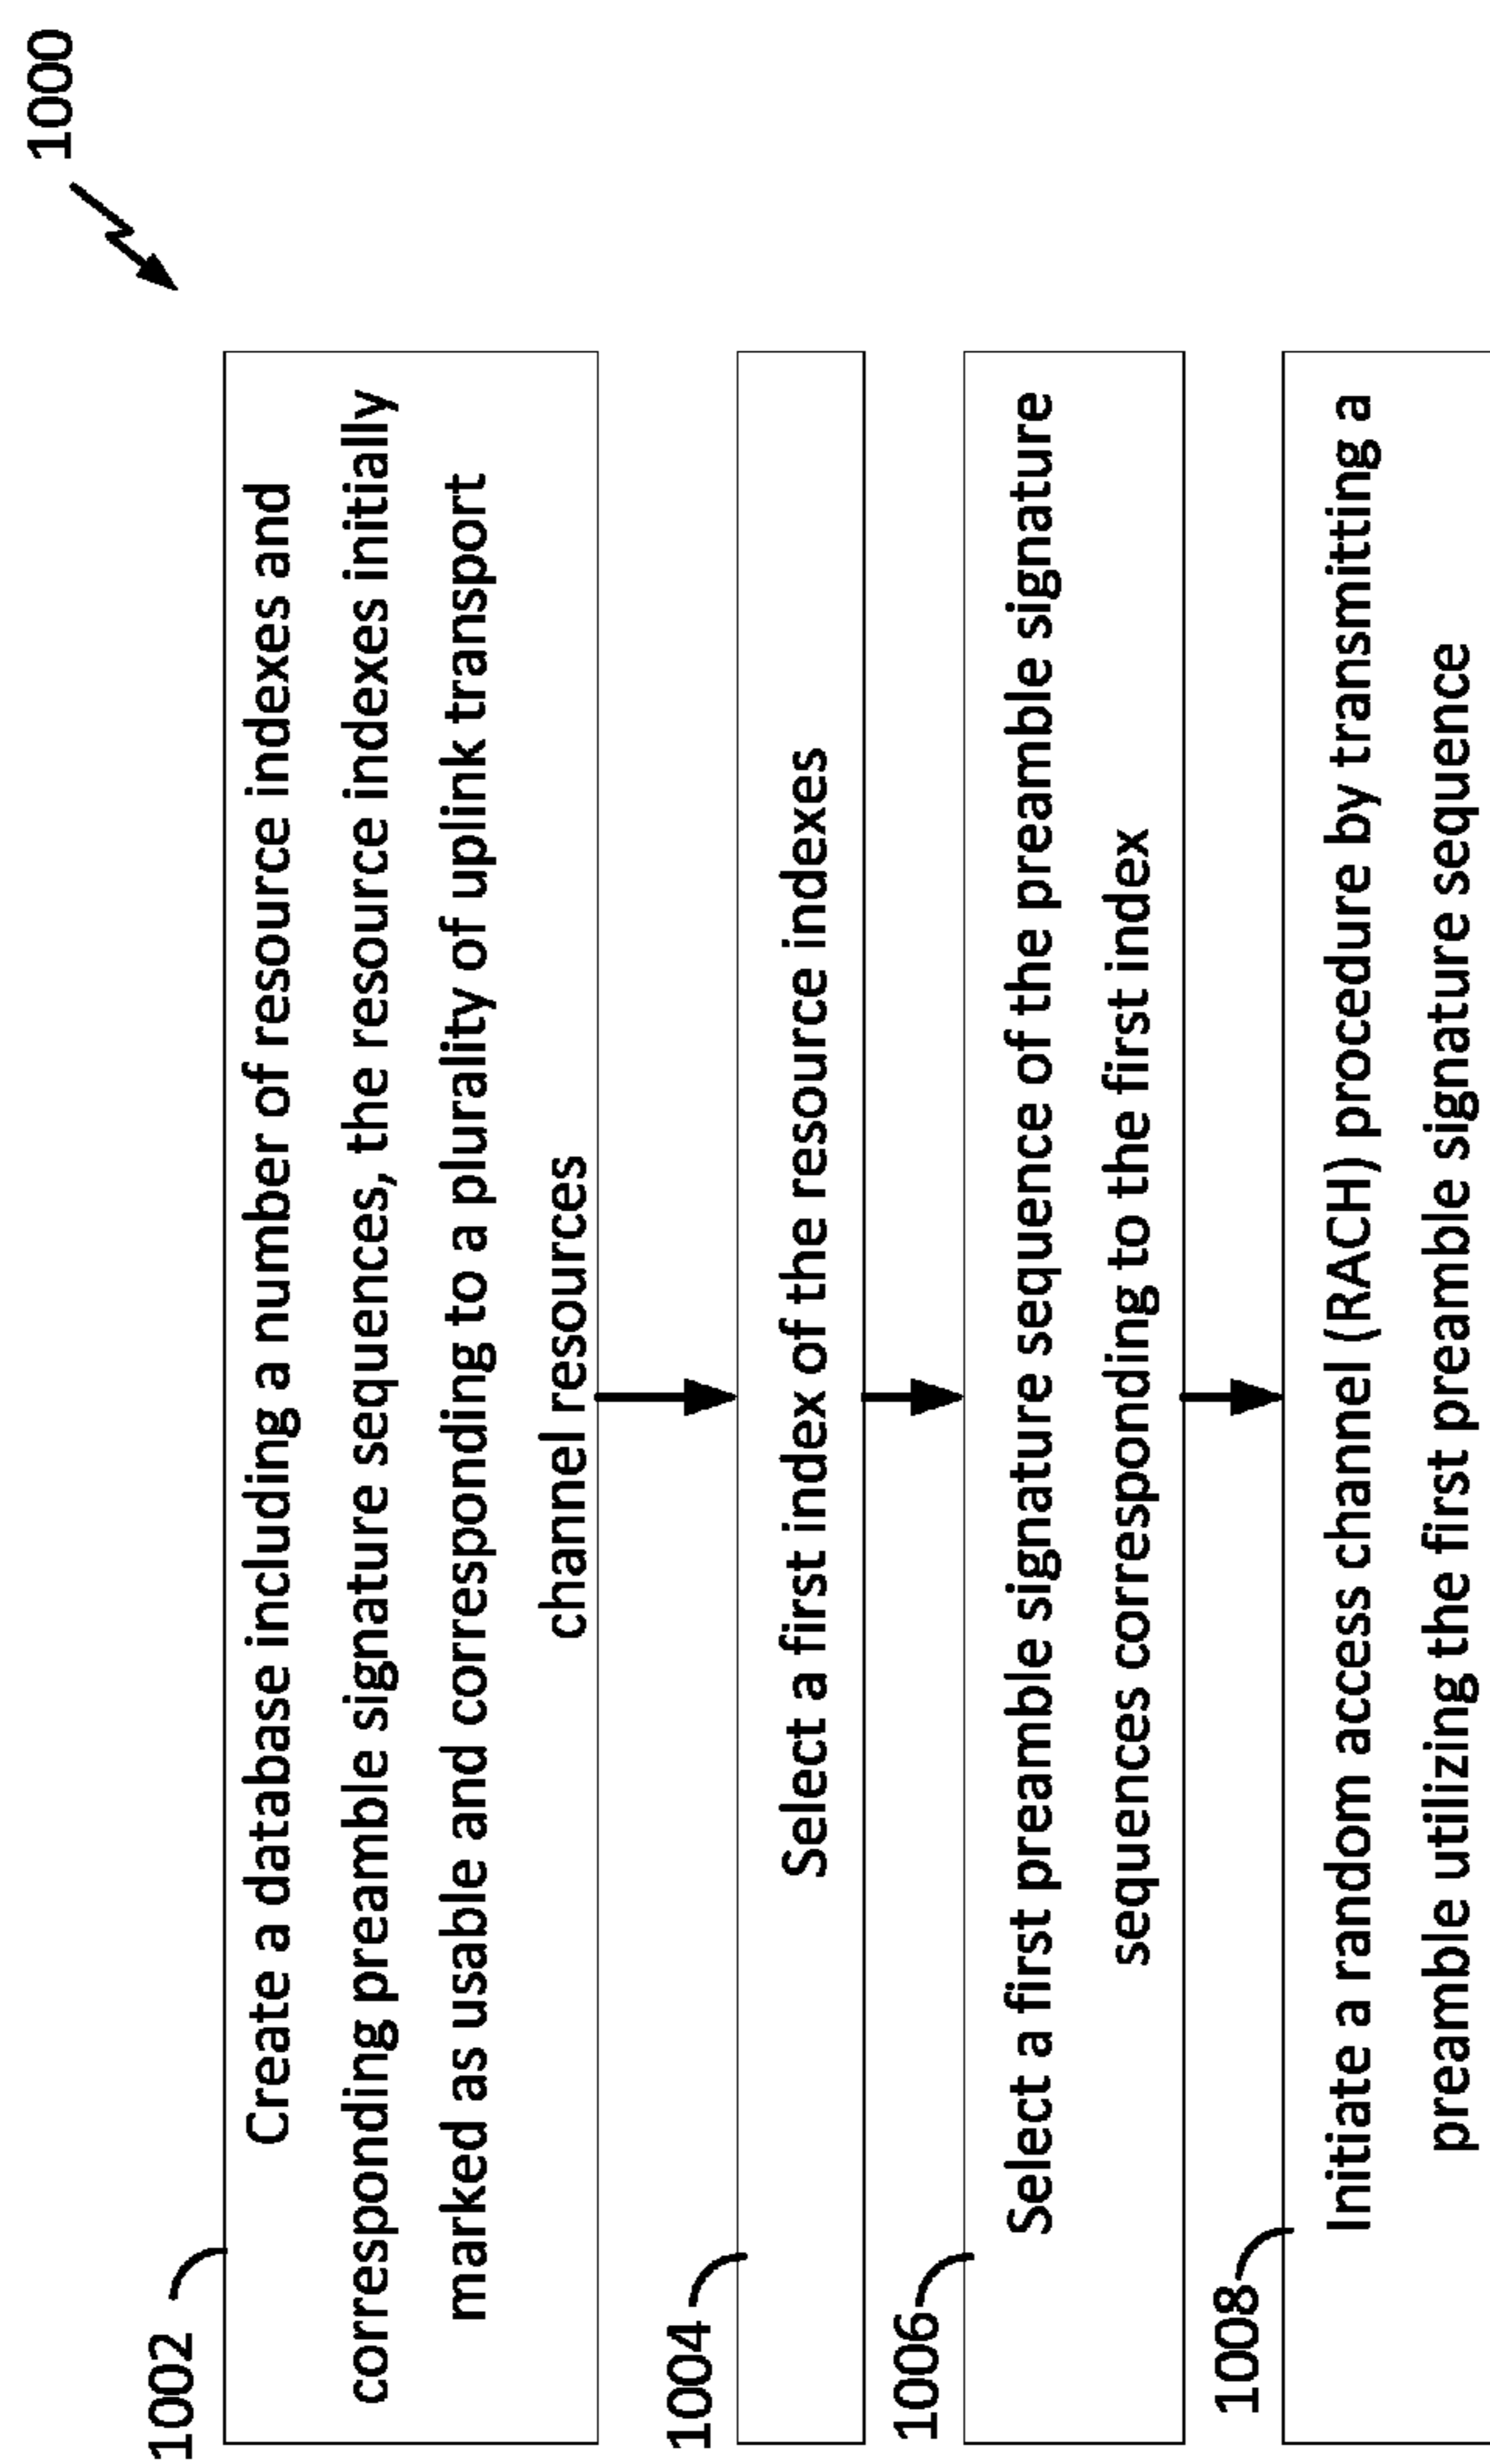 1000
1002
Create a database including a number of resource indexes and
corresponding preamble signature sequences, the resource indexes initially
marked as usable and corresponding to a plurality of uplink transport
channel resources
1004
Select a first index of the resource indexes
1006
Select a first preamble signature sequence of the preamble signature
sequences corresponding to the first index
1008
Initiate a random access channel (RACH) procedure by transmitting a
preamble utilizing the first preamble signature sequence